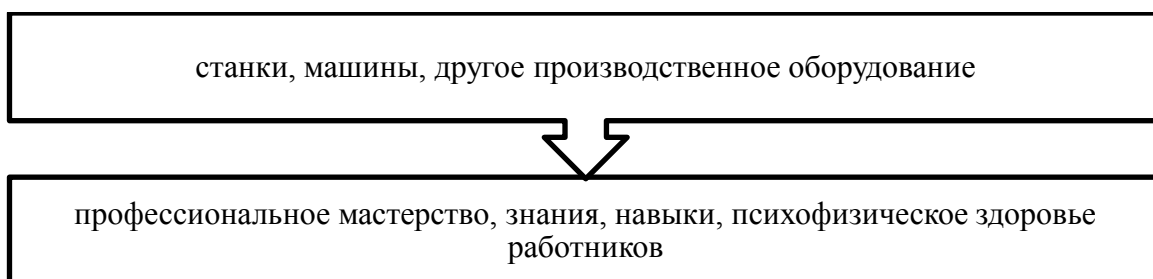 станки, машины, другое производственное оборудование
профессиональное мастерство, знания, навыки, психофизическое здоровье
работников